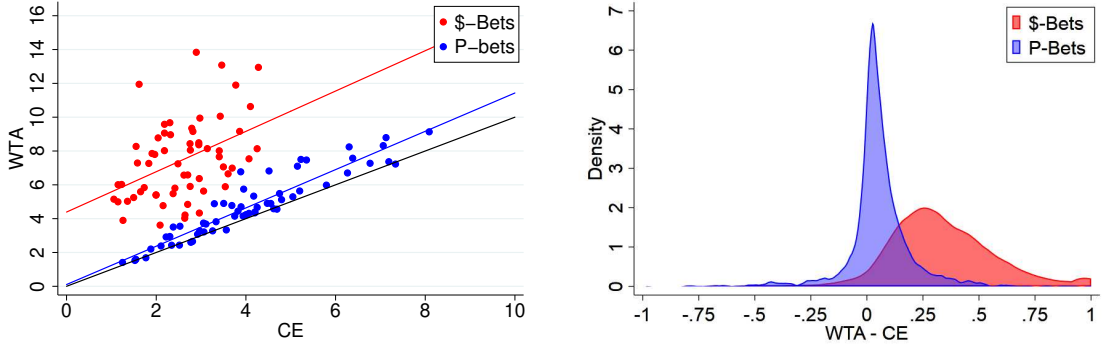 16
14
12
10
8
6
4
2
0
WTA
0 2 4 6 8 10
CE
$–Bets
P–bets
7
6
5
4
3
2
1
0
Density
-1 -.75 -.5 -.25 0 .25 .5 .75 1
WTA - CE
$-Bets
P-Bets